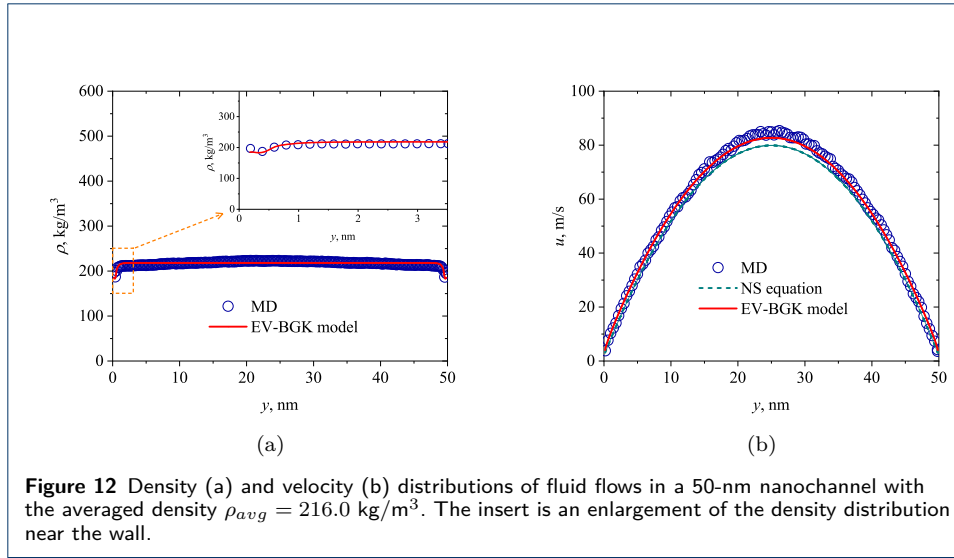 600
500
400
300
200
100
0
ρ, kg/m³
400
300
200
100
0
ρ, kg/m³
0 1 2 3
y, nm
MD
EV-BGK model
0 10 20 30 40 50
y, nm
(a)
100
80
60
40
20
0
u, m/s
MD
NS equation
EV-BGK model
0 10 20 30 40 50
y, nm
(b)
Figure 12 Density (a) and velocity (b) distributions of fluid flows in a 50-nm nanochannel with
the averaged density ρ_avg = 216.0 kg/m³. The insert is an enlargement of the density distribution
near the wall.